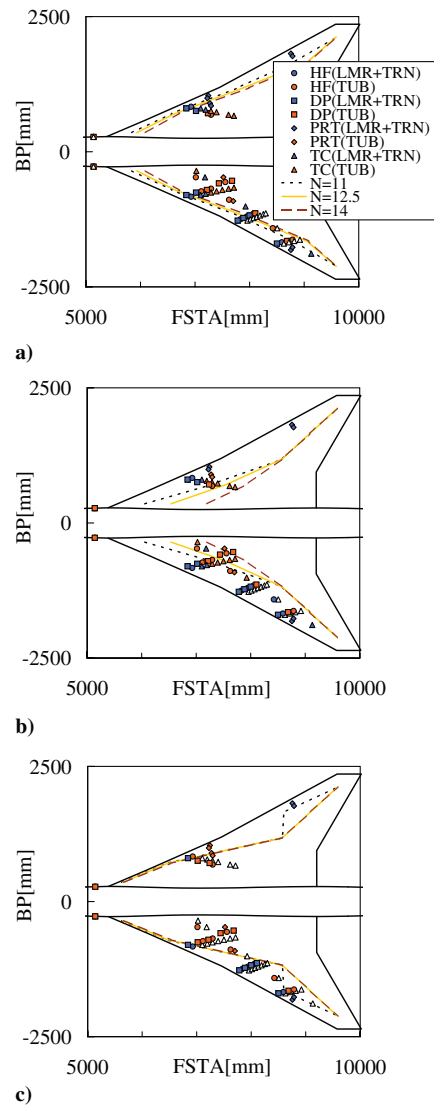 2500
BP[mm]
0
-2500
5000
FSTA[mm]
10000
HF(LMR+TRN)
HF(TUB)
DP(LMR+TRN)
DP(TUB)
PRT(LMR+TRN)
PRT(TUB)
TC(LMR+TRN)
TC(TUB)
N=11
N=12.5
N=14
a)
2500
BP[mm]
0
-2500
5000
FSTA[mm]
10000
b)
2500
BP[mm]
0
-2500
5000
FSTA[mm]
10000
c)